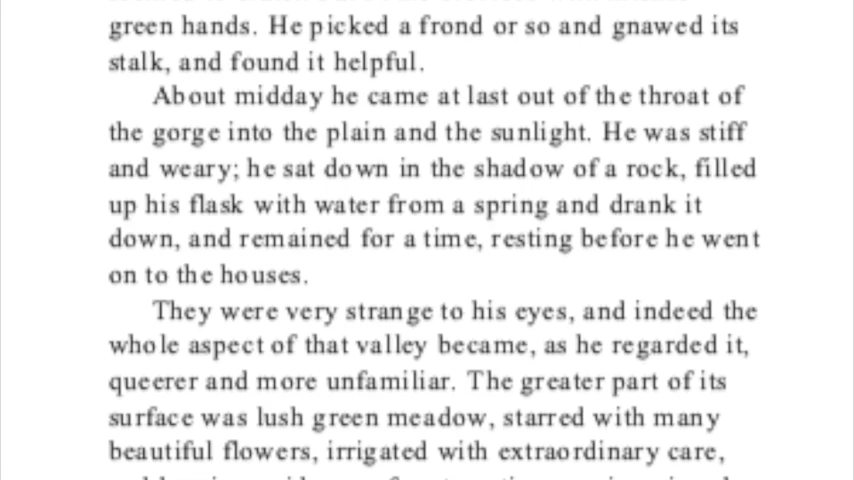 green hands. He picked a frond or so and gnawed its
stalk, and found it helpful.
About midday he came at last out of the throat of
the gorge into the plain and the sunlight. He was stiff
and weary; he sat down in the shadow of a rock, filled
up his flask with water from a spring and drank it
down, and remained for a time, resting before he went
on to the houses.
They were very strange to his eyes, and indeed the
whole aspect of that valley became, as he regarded it,
queerer and more unfamiliar. The greater part of its
surface was lush green meadow, starred with many
beautiful flowers, irrigated with extraordinary care,